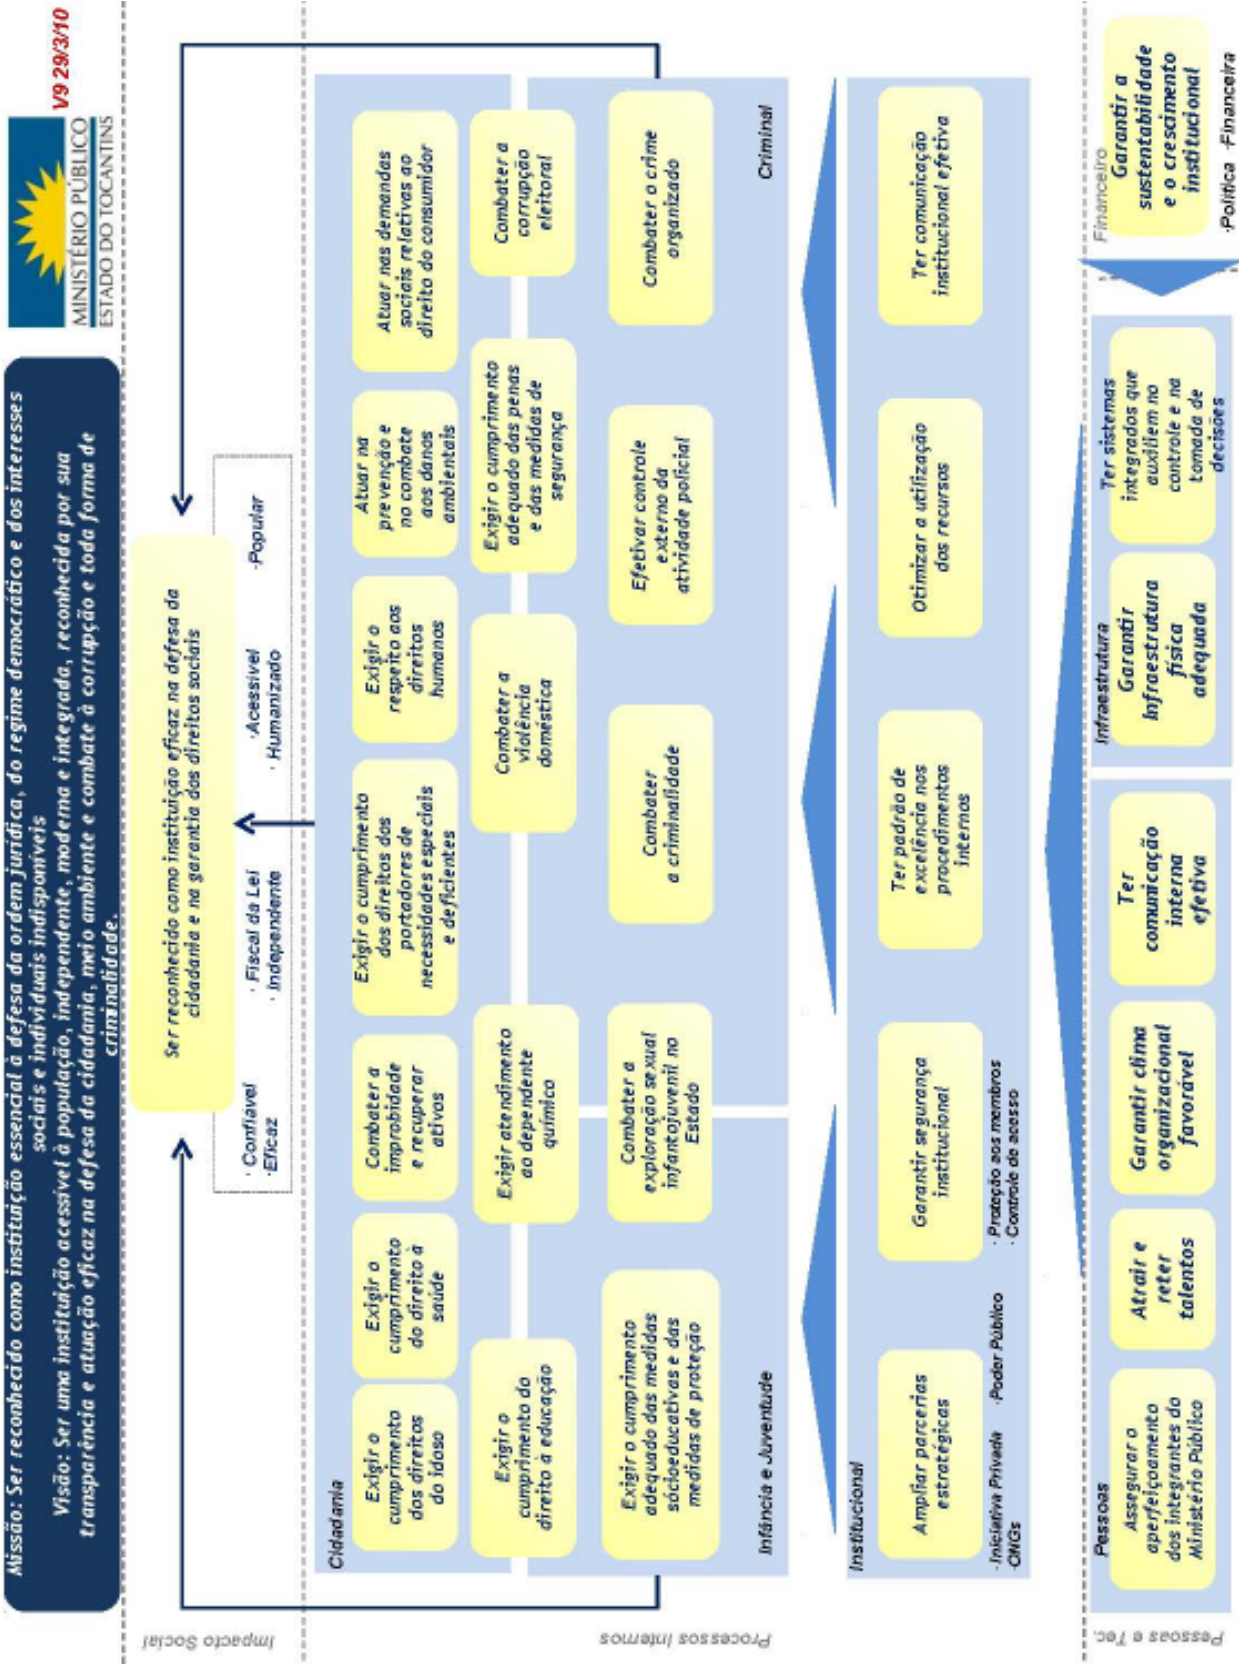 Missão: Ser reconhecido como instituição essencial à defesa da ordem jurídica, do regime democrático e dos interesses
sociais e individuais indisponíveis
Visão: Ser uma instituição acessível à população, independente, moderna e integrada, reconhecida por sua
transparência e atuação eficaz na defesa da cidadania, meio ambiente e combate à corrupção e toda forma de
criminalidade.
MINISTÉRIO PÚBLICO
ESTADO DO TOCANTINS
V9 29/3/10
Impacto Social
Ser reconhecido como instituição eficaz na defesa da
cidadania e na garantia dos direitos sociais
· Confiável
·Eficaz
· Fiscal da Lei
· Independente
·Acessível
· Humanizado
·Popular
Processos Internos
Cidadania
Exigir o
cumprimento
dos direitos
do idoso
Exigir o
cumprimento
do direito à
saúde
Combater a
improbidade
e recuperar
ativos
Exigir o cumprimento
dos direitos dos
portadores de
necessidades especiais
e deficientes
Exigir o
respeito aos
direitos
humanos
Atuar na
prevenção e
no combate
aos danos
ambientais
Atuar nas demandas
sociais relativas ao
direito do consumidor
Exigir o
cumprimento do
direito à educação
Exigir atendimento
ao dependente
químico
Combater a
violência
doméstica
Exigir o cumprimento
adequado das penas
e das medidas de
segurança
Combater a
corrupção
eleitoral
Exigir o cumprimento
adequado das medidas
sócioeducativas e das
medidas de proteção
Combater a
exploração sexual
infantojuvenil no
Estado
Combater
a criminalidade
Efetivar controle
externo da
atividade policial
Combater o crime
organizado
Infância e Juventude
Criminal
Institucional
Ampliar parcerias
estratégicas
Garantir segurança
institucional
Ter padrão de
excelência nos
procedimentos
internos
Otimizar a utilização
dos recursos
Ter comunicação
institucional efetiva
·Iniciativa Privada
·Poder Público
·ONGs
· Proteção aos membros
· Controle de acesso
Pessoas e Tec.
Pessoas
Assegurar o
aperfeiçoamento
dos integrantes do
Ministério Público
Atrair e
reter
talentos
Garantir clima
organizacional
favorável
Ter
comunicação
interna
efetiva
Infraestrutura
Garantir
Infraestrutura
física
adequada
Ter sistemas
integrados que
auxiliem no
controle e na
tomada de
decisões
Financeiro
Garantir a
sustentabilidade
e o crescimento
institucional
·Política ·Financeira